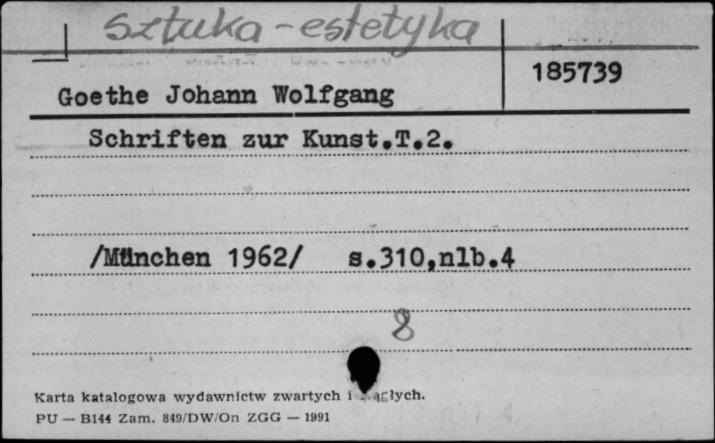 sztuka - estetyka
185739
Goethe Johann Wolfgang
Schriften zur Kunst.T.2.
/München 1962/ s.310,nlb.4
8
Karta katalogowa wydawnictw zwartych i
PU — B144 Zam. 849/DW/On ZGG — 1991